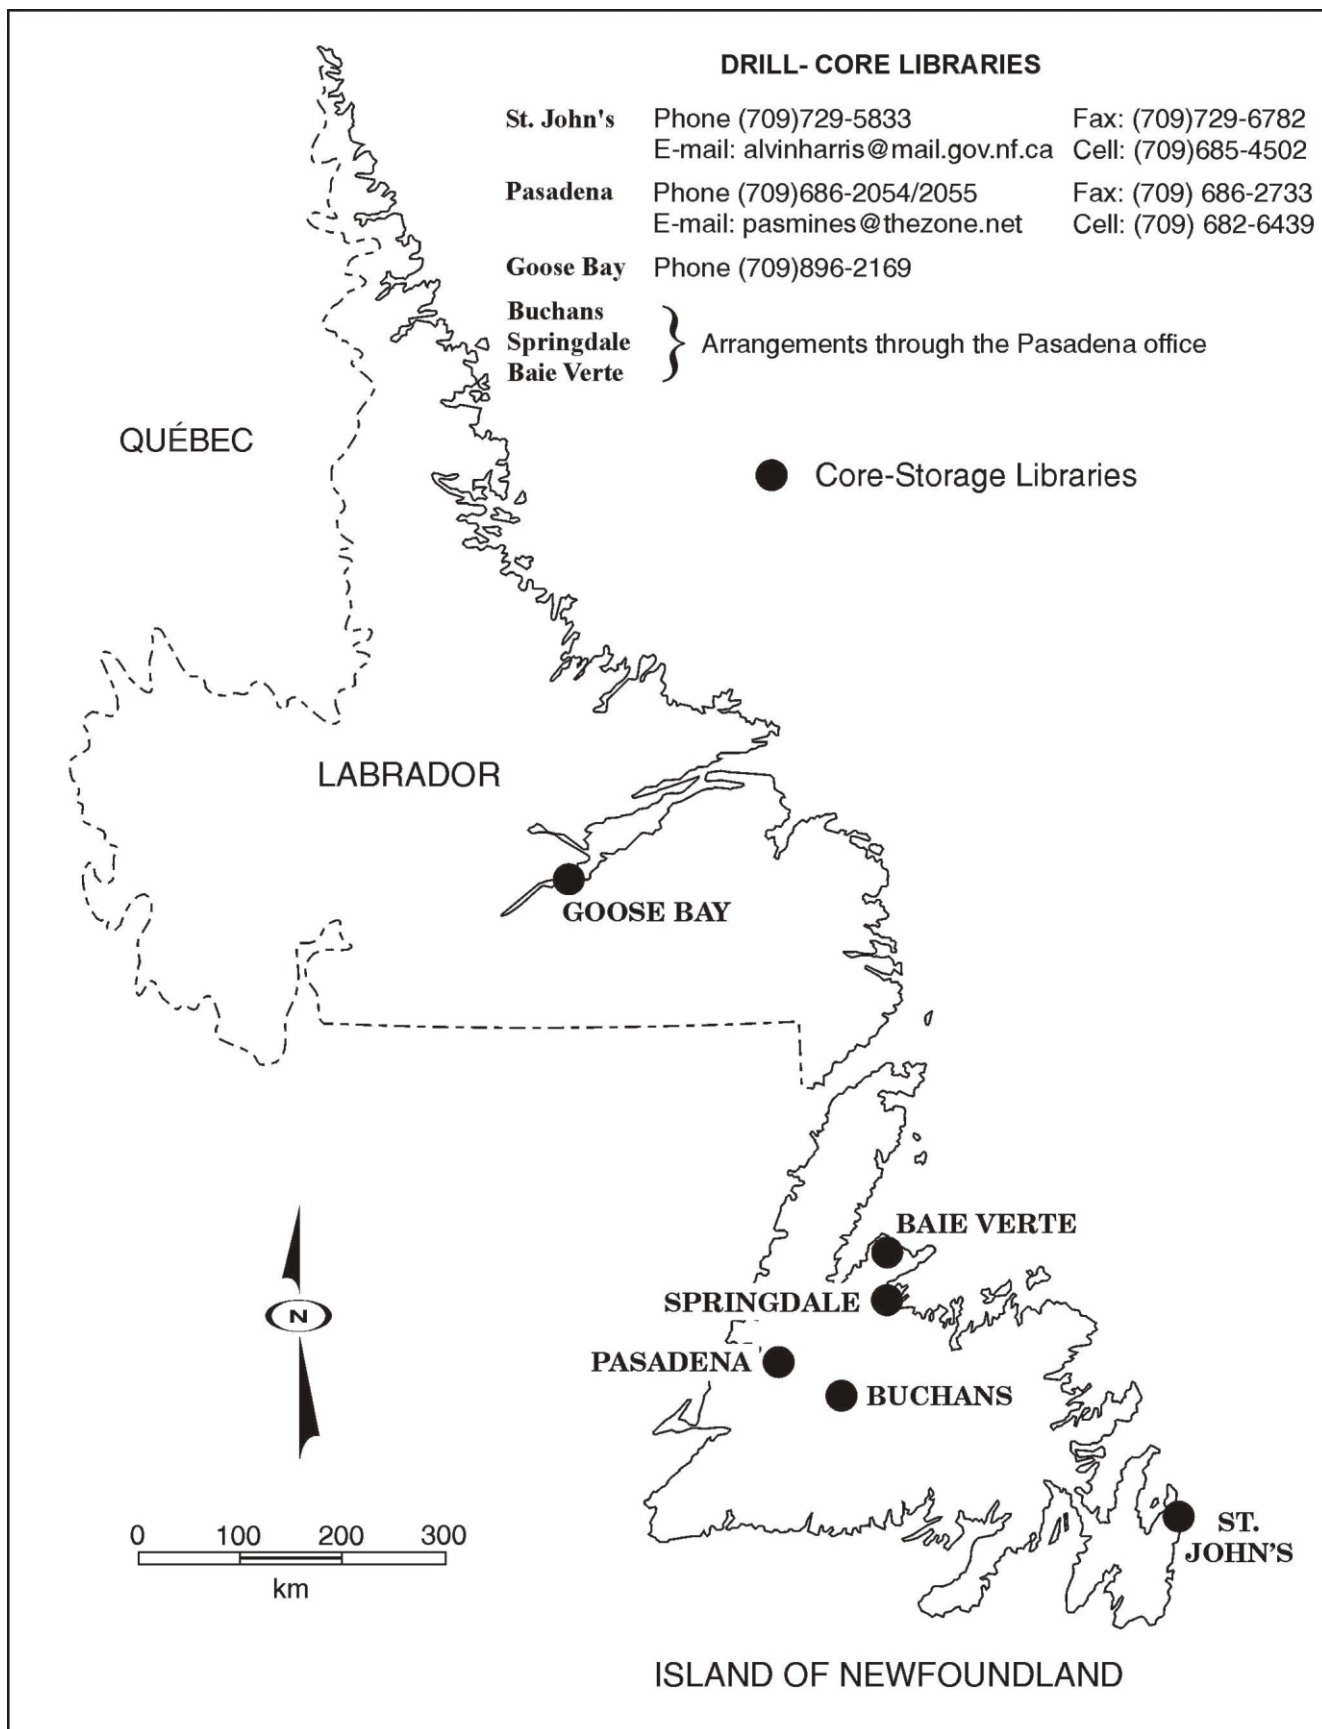 DRILL- CORE LIBRARIES
St. John's Phone (709)729-5833 Fax: (709)729-6782
E-mail: alvinharris@mail.gov.nf.ca Cell: (709)685-4502
Pasadena Phone (709)686-2054/2055 Fax: (709) 686-2733
E-mail: pasmines@thezone.net Cell: (709) 682-6439
Goose Bay Phone (709)896-2169
Buchans
Springdale
Baie Verte
Arrangements through the Pasadena office
QUÉBEC
Core-Storage Libraries
LABRADOR
GOOSE BAY
BAIE VERTE
SPRINGDALE
PASADENA
BUCHANS
N
ST.
JOHN'S
0 100 200 300
km
ISLAND OF NEWFOUNDLAND